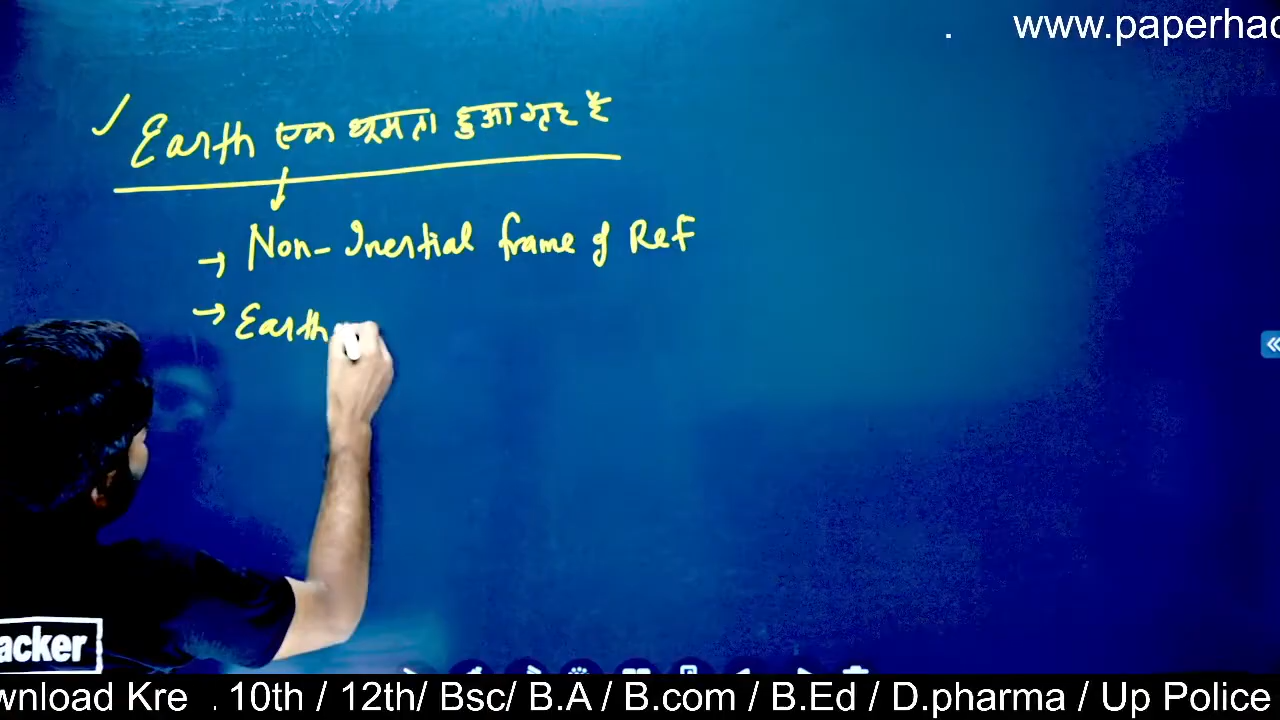 . www.paperhac
Earth एक घूमता हुआ ग्रह है
Non-Inertial frame of Ref
Earth
acker
wnload Kre . 10th / 12th/ Bsc/ B.A / B.com / B.Ed / D.pharma / Up Police